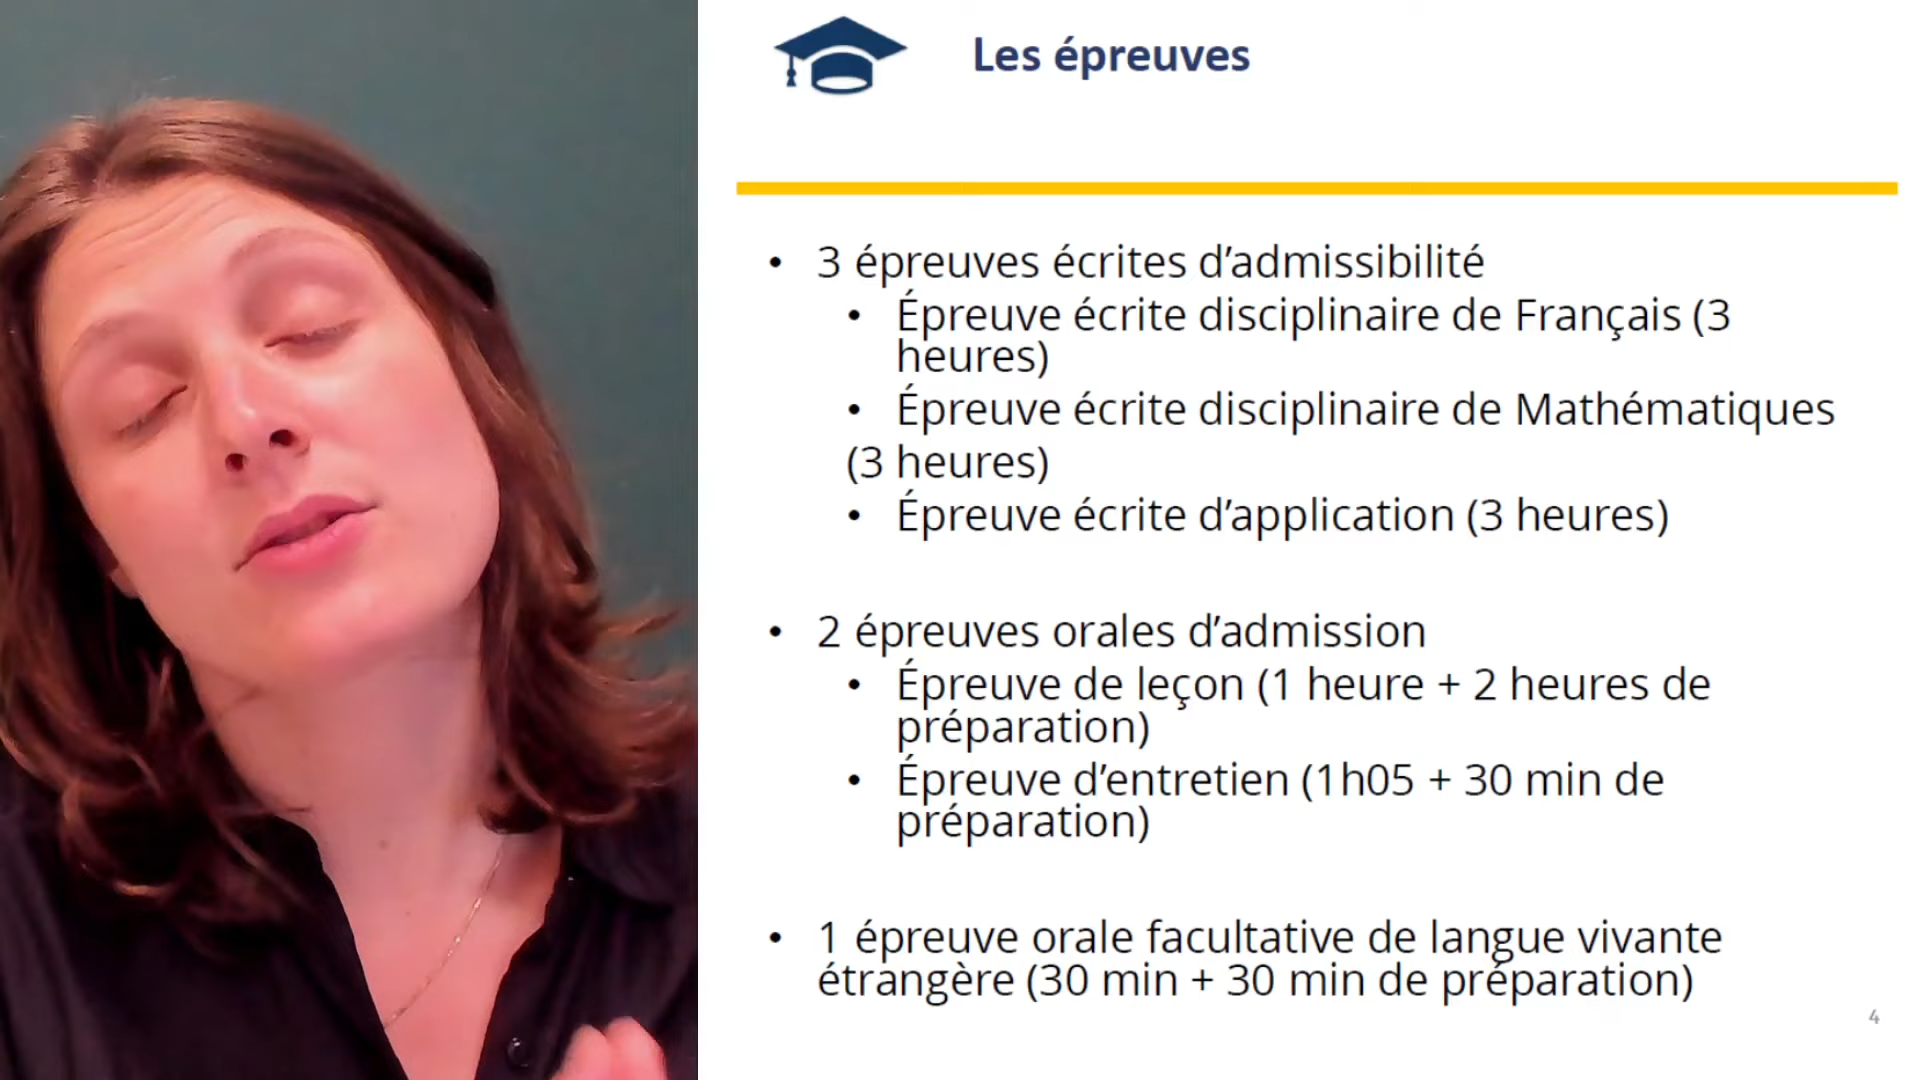 Les épreuves
• 3 épreuves écrites d’admissibilité
• Épreuve écrite disciplinaire de Français (3
heures)
• Épreuve écrite disciplinaire de Mathématiques
(3 heures)
• Épreuve écrite d’application (3 heures)
• 2 épreuves orales d’admission
• Épreuve de leçon (1 heure + 2 heures de
préparation)
• Épreuve d’entretien (1h05 + 30 min de
préparation)
• 1 épreuve orale facultative de langue vivante
étrangère (30 min + 30 min de préparation)
4